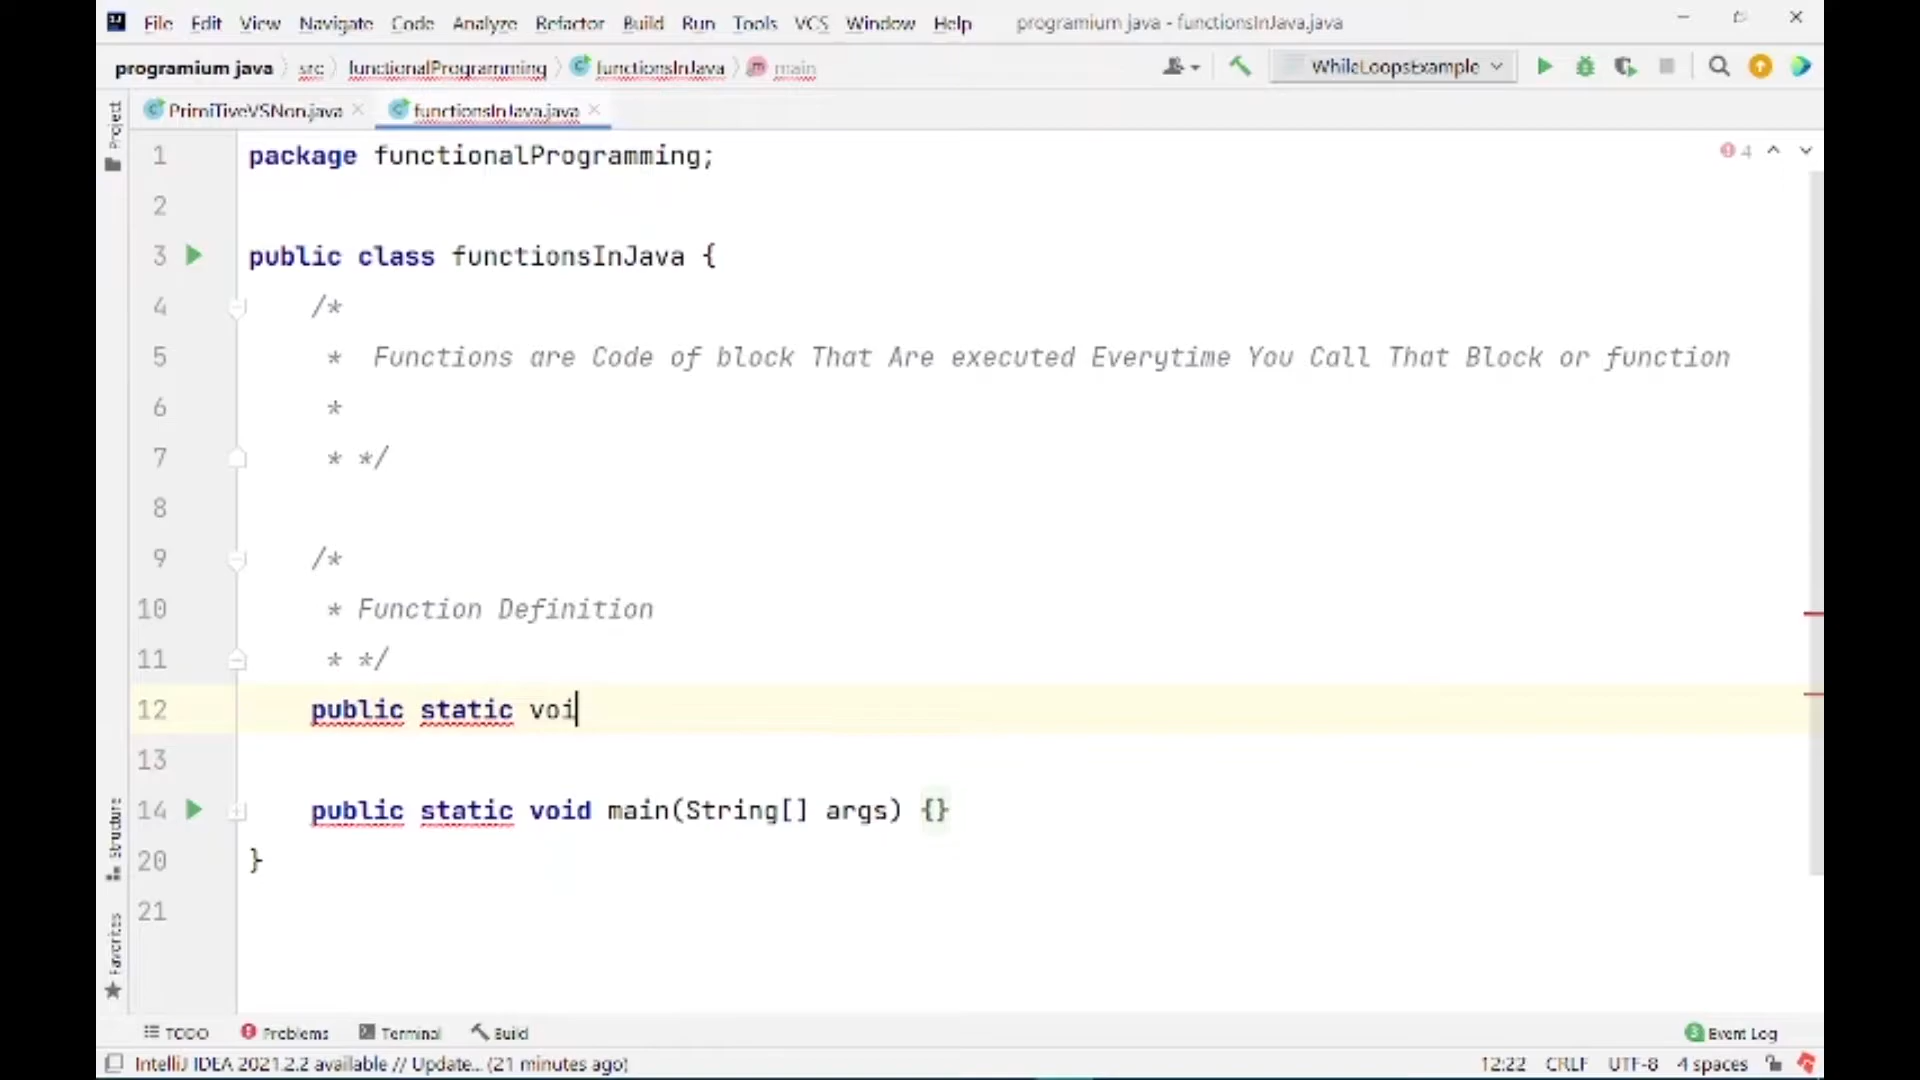 File Edit View Navigate Code Analyze Refactor Build Run Tools VCS Window Help programium java - functionsInJava.java
programium java src functionalProgramming functionsInJava main WhileLoopsExample
PrimiTiveVSNon.java functionsInJava.java
Project
1 package functionalProgramming;
4
2
3 public class functionsInJava {
4 /*
5 * Functions are Code of block That Are executed Everytime You Call That Block or function
6 *
7 * */
8
9 /*
10 * Function Definition
11 * */
12 public static voi
13
14 public static void main(String[] args) {}
20 }
21
Structure
Favorites
TODO Problems Terminal Build Event Log
3
IntelliJ IDEA 2021.2.2 available // Update... (21 minutes ago) 12:22 CRLF UTF-8 4 spaces